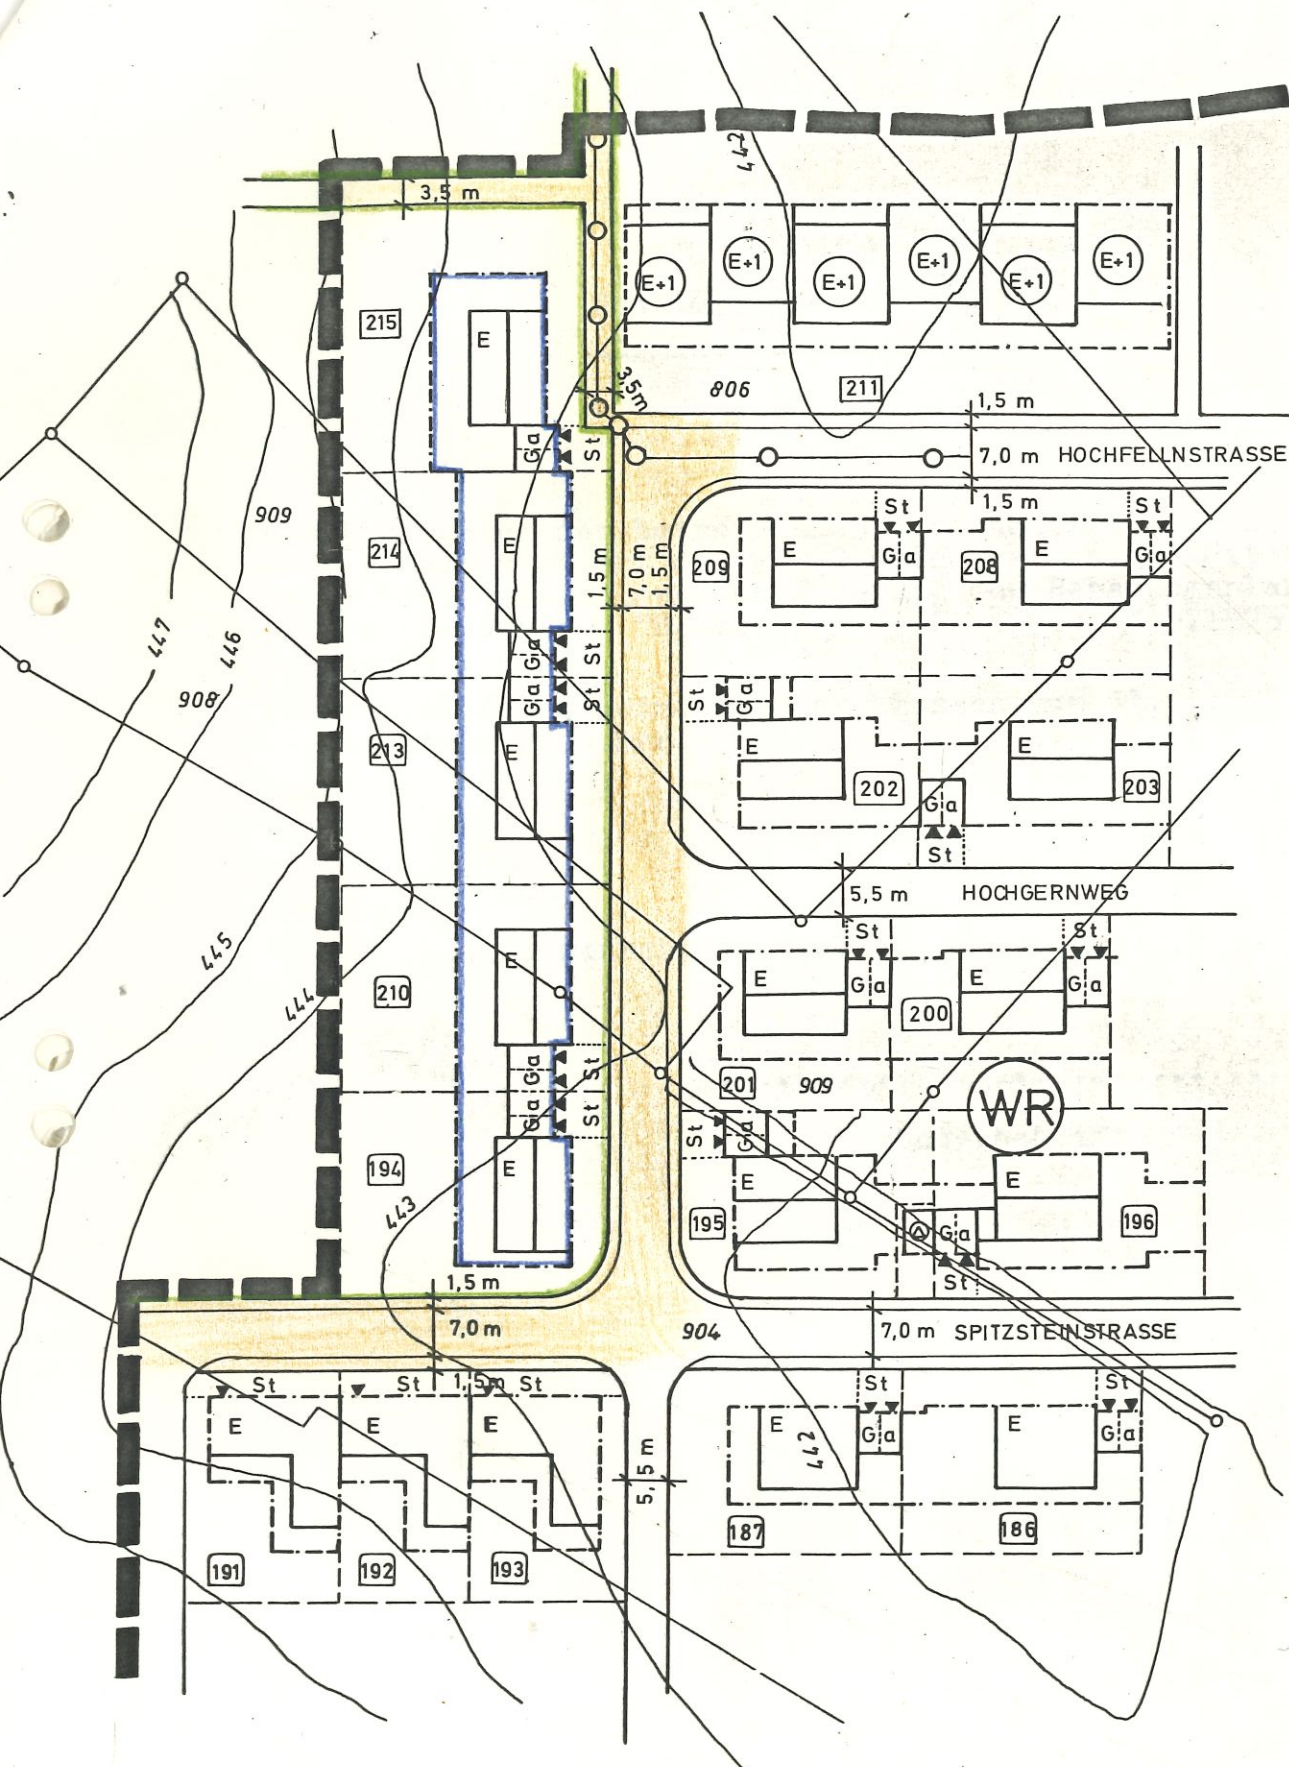 442
3,5 m
E+1
E+1
E+1
E+1
E+1
E+1
215
E
3,5m
806
211
1,5 m
7,0 m HOCHFELLNSTRASSE
1,5 m
Ga
St
909
214
E
1,5 m
7,0 m
1,5 m
St
St
209
E
Ga
208
E
Ga
447
446
908
Ga
St
Ga
St
St
Ga
213
E
E
202
E
203
Ga
St
5,5 m
HOCHGERNWEG
445
444
210
E
St
St
E
Ga
E
Ga
200
Ga
St
Ga
St
201
909
WR
St
Ga
194
E
443
E
195
E
196
Ga
St
1,5 m
7,0 m
904
7,0 m SPITZSTEINSTRASSE
1,5 m
St
St
St
St
St
E
E
E
E
442
Ga
E
Ga
5,5 m
191
192
193
187
186